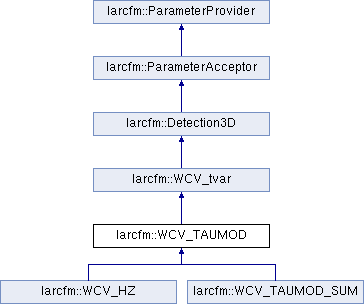 larcfm::ParameterProvider
larcfm::ParameterAcceptor
larcfm::Detection3D
larcfm::WCV_tvar
larcfm::WCV_TAUMOD
larcfm::WCV_HZ
larcfm::WCV_TAUMOD_SUM